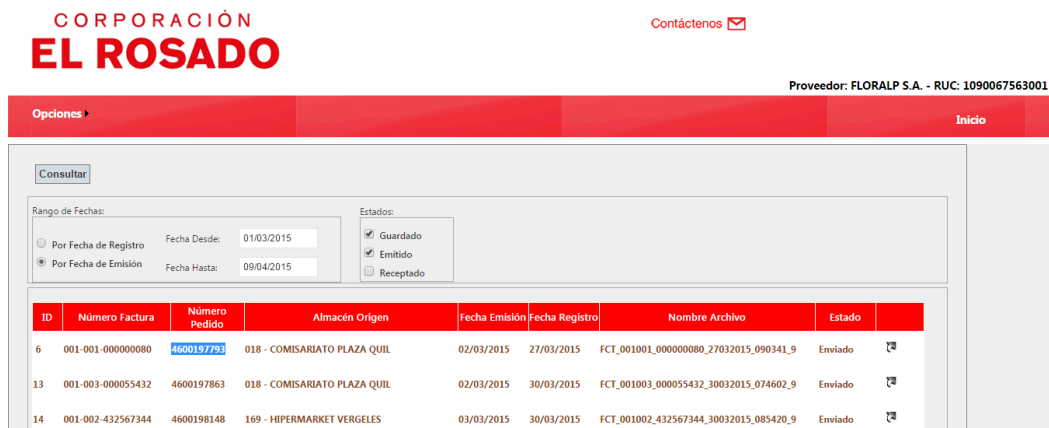 CORPORACIÓN
EL ROSADO
Contáctenos
Proveedor: FLORALP S.A. - RUC: 1090067563001
Opciones
Inicio
Consultar
Rango de Fechas:
Por Fecha de Registro
Por Fecha de Emisión
Fecha Desde: 01/03/2015
Fecha Hasta: 09/04/2015
Estados:
Guardado
Emitido
Receptado
ID Número Factura Número Pedido Almacén Origen Fecha Emisión Fecha Registro Nombre Archivo Estado
6 001-001-000000080 4600197793 018 - COMISARIATO PLAZA QUIL 02/03/2015 27/03/2015 FCT_001001_000000080_27032015_090341_9 Enviado
13 001-003-000055432 4600197863 018 - COMISARIATO PLAZA QUIL 02/03/2015 30/03/2015 FCT_001003_000055432_30032015_074602_9 Enviado
14 001-002-432567344 4600198148 169 - HIPERMARKET VERGELES 03/03/2015 30/03/2015 FCT_001002_432567344_30032015_085420_9 Enviado